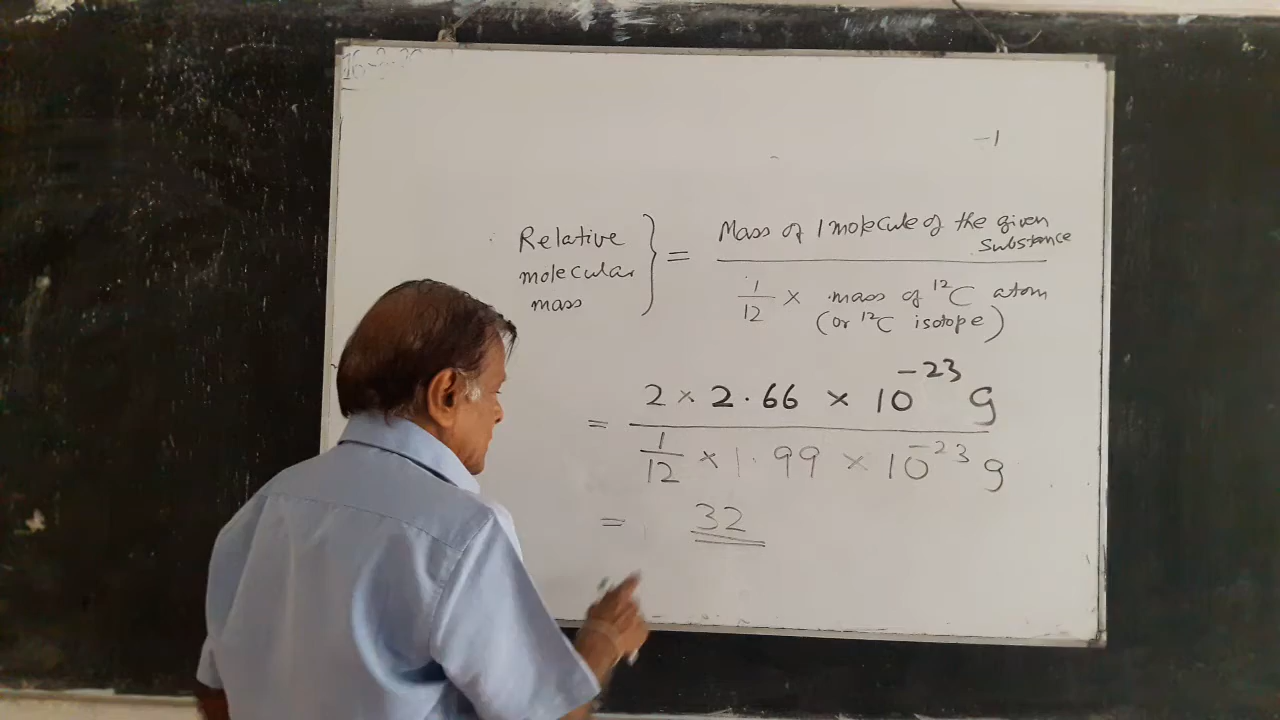 -1
Relative molecular mass } = Mass of 1 molecule of the given Substance
1/12 × mass of ¹²C atom
(or ¹²C isotope)
= 2 × 2.66 × 10⁻²³ g
1/12 × 1.99 × 10⁻²³ g
= 32